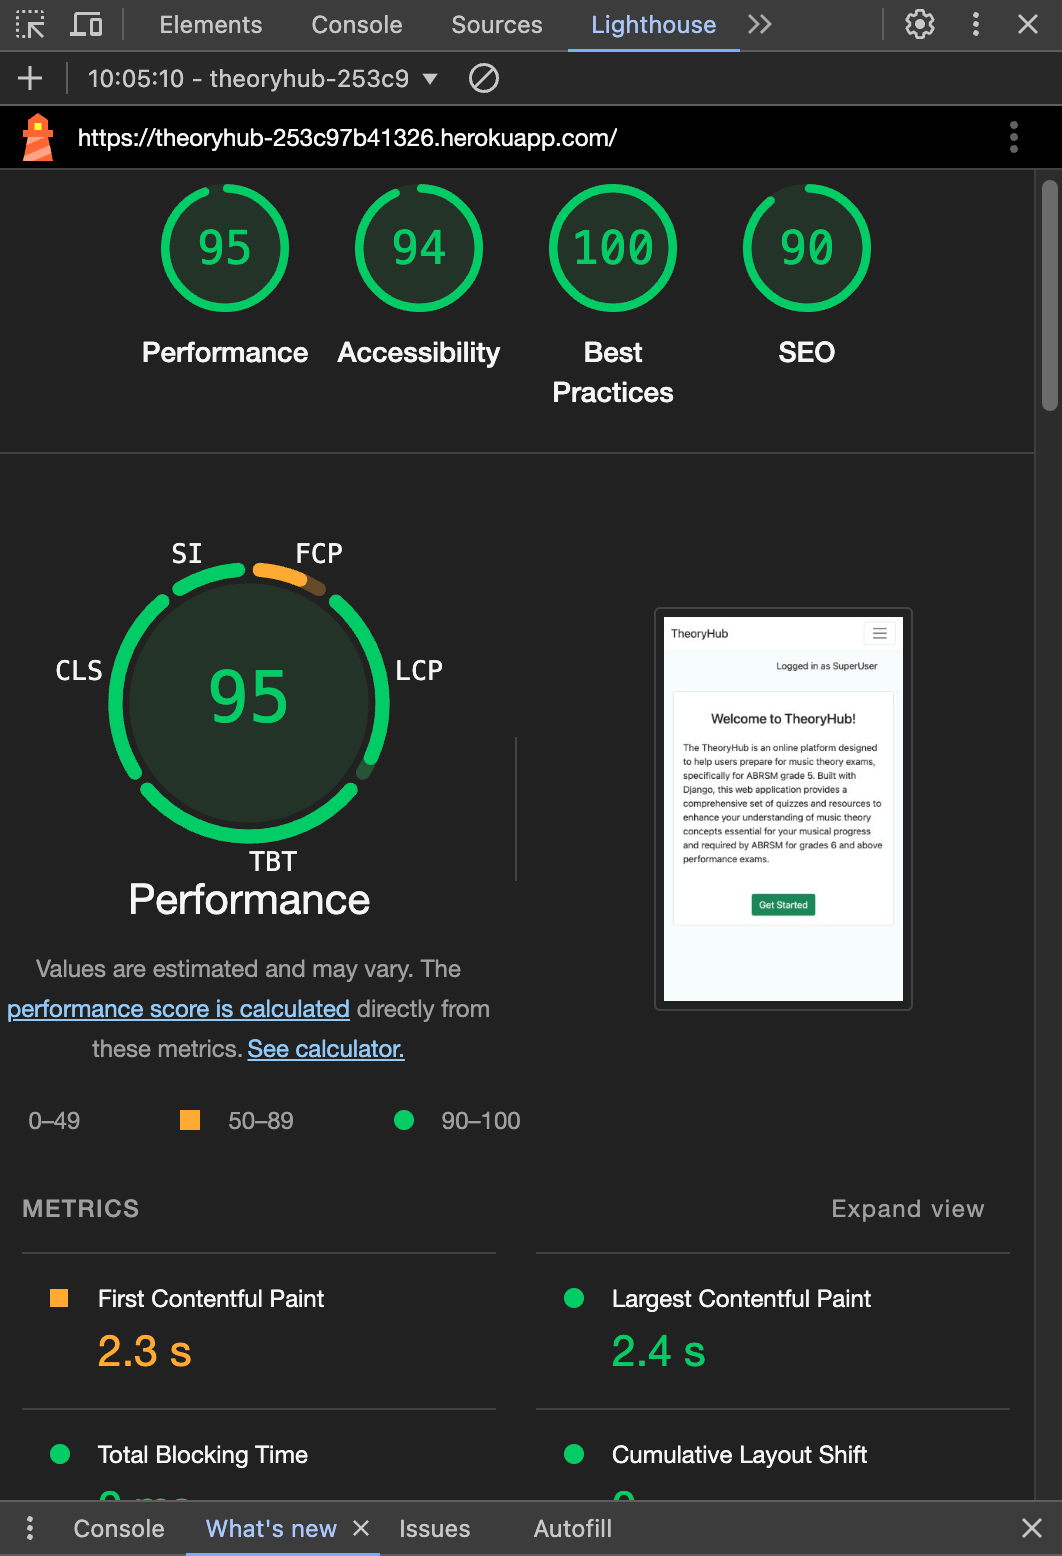 Elements Console Sources Lighthouse
10:05:10 - theoryhub-253c9
https://theoryhub-253c97b41326.herokuapp.com/
95 94 100 90
Performance Accessibility Best Practices SEO
SI FCP
CLS LCP
95
TBT
Performance
Values are estimated and may vary. The
performance score is calculated directly from
these metrics. See calculator.
TheoryHub
Logged in as SuperUser
Welcome to TheoryHub!
The TheoryHub is an online platform designed
to help users prepare for music theory exams,
specifically for ABRSM grade 5. Built with
Django, this web application provides a
comprehensive set of quizzes and resources to
enhance your understanding of music theory
concepts essential for your musical progress
and required by ABRSM for grades 6 and above
performance exams.
Get Started
0–49 50–89 90–100
METRICS Expand view
First Contentful Paint Largest Contentful Paint
2.3 s 2.4 s
Total Blocking Time Cumulative Layout Shift
Console What's new Issues Autofill